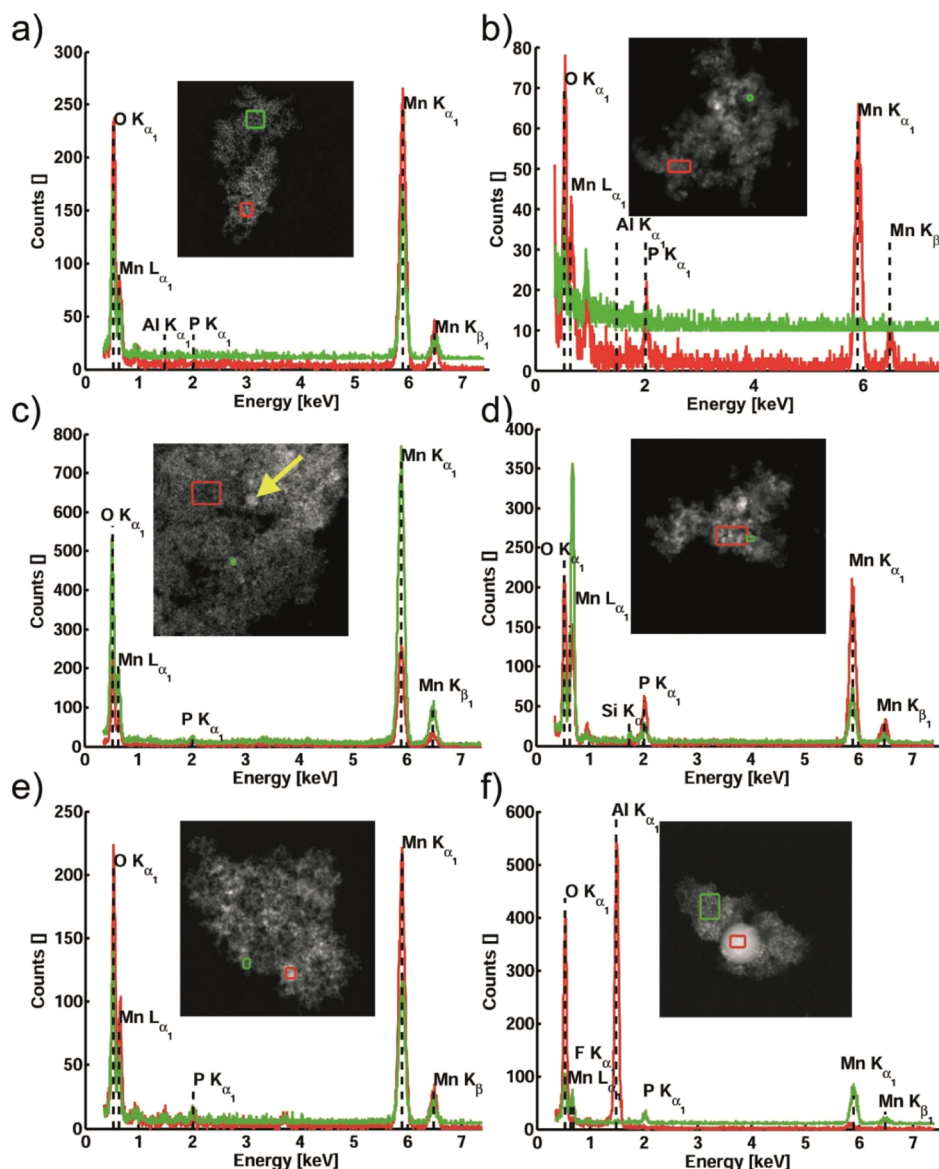 a)
300
250
200
150
100
50
0
Counts []
O Kα1
Mn Lα1
Al Kα1
P Kα1
Mn Kα1
Mn Kβ1
0 1 2 3 4 5 6 7
Energy [keV]
b)
80
70
60
50
40
30
20
10
0
Counts []
O Kα1
Mn Lα1
Al Kα1
P Kα1
Mn Kα1
Mn Kβ1
0 2 4 6
Energy [keV]
c)
800
700
600
500
400
300
200
100
0
Counts []
O Kα1
Mn Lα1
P Kα1
Mn Kα1
Mn Kβ1
0 1 2 3 4 5 6 7
Energy [keV]
d)
400
350
300
250
200
150
100
50
0
Counts []
O Kα1
Mn Lα1
Si Kα
P Kα1
Mn Kα1
Mn Kβ1
0 1 2 3 4 5 6 7
Energy [keV]
e)
250
200
150
100
50
0
Counts []
O Kα1
Mn Lα1
P Kα1
Mn Kα1
Mn Kβ
0 1 2 3 4 5 6 7
Energy [keV]
f)
600
500
400
300
200
100
0
Counts []
Al Kα1
O Kα1
F Kα1
Mn Lα1
P Kα1
Mn Kα1
Mn Kβ1
0 1 2 3 4 5 6 7
Energy [keV]